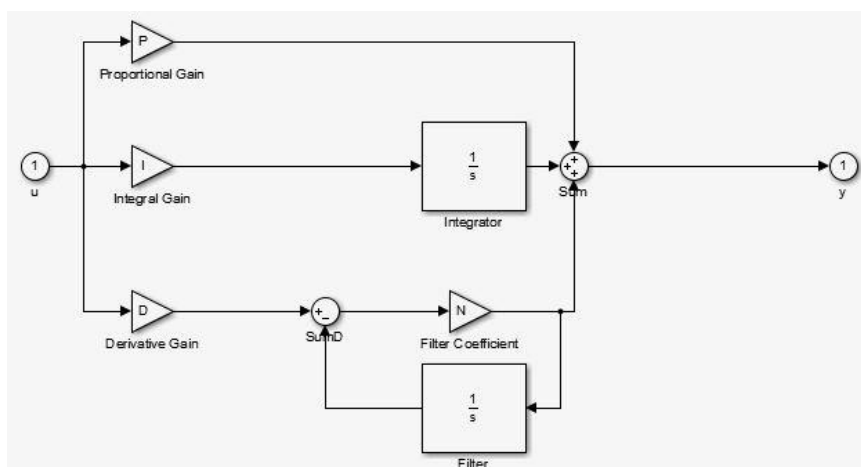 P
Proportional Gain
1
u
I
Integral Gain
1
s
Integrator
+
+
+
Sum
1
y
D
Derivative Gain
+
−
SumD
N
Filter Coefficient
1
s
Filter